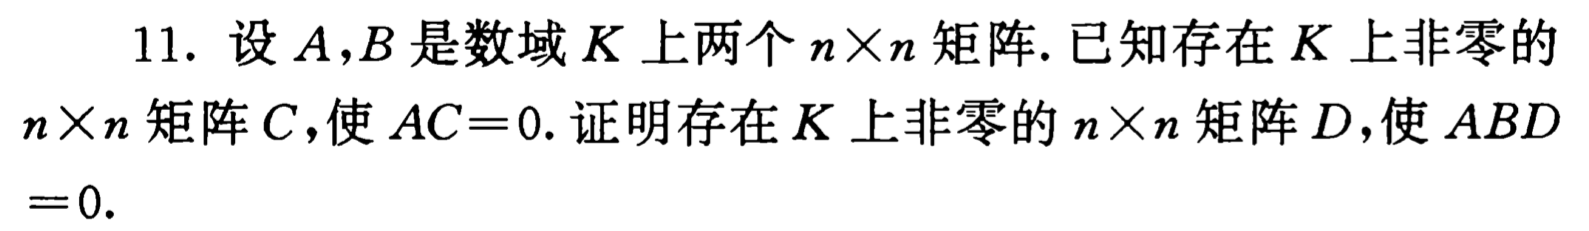 11. 设 A,B 是数域 K 上两个 n×n 矩阵. 已知存在 K 上非零的
n×n 矩阵 C,使 AC=0. 证明存在 K 上非零的 n×n 矩阵 D,使 ABD
=0.